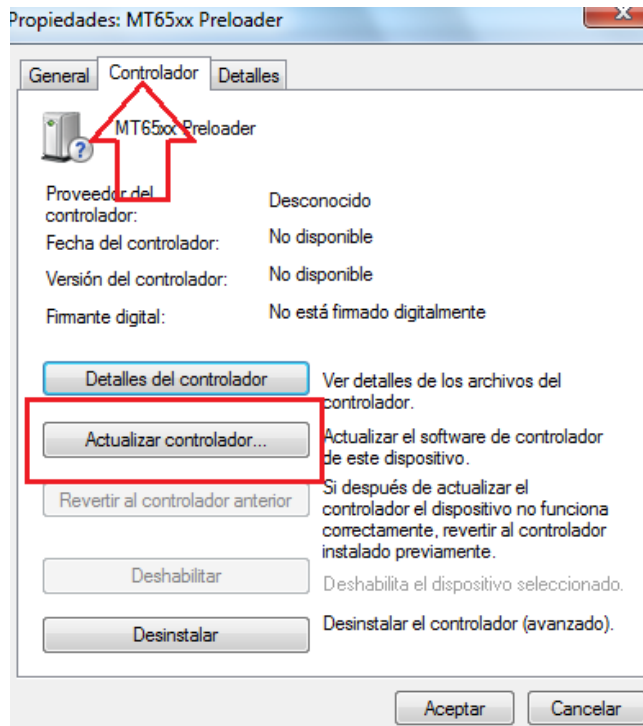 Propiedades: MT65xx Preloader
General
Controlador
Detalles
MT65xx Preloader
Proveedor del
controlador:
Desconocido
Fecha del controlador:
No disponible
Versión del controlador:
No disponible
Firmante digital:
No está firmado digitalmente
Detalles del controlador
Ver detalles de los archivos del
controlador.
Actualizar controlador...
Actualizar el software de controlador
de este dispositivo.
Revertir al controlador anterior
Si después de actualizar el
controlador el dispositivo no funciona
correctamente, revertir al controlador
instalado previamente.
Deshabilitar
Deshabilita el dispositivo seleccionado.
Desinstalar
Desinstalar el controlador (avanzado).
Aceptar
Cancelar